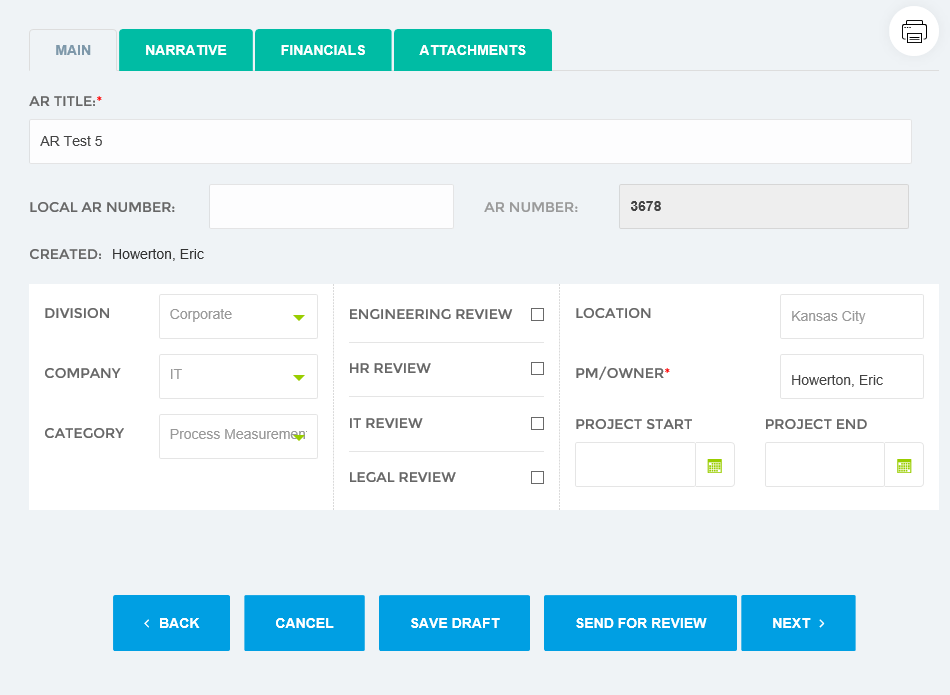 MAIN NARRATIVE FINANCIALS ATTACHMENTS
AR TITLE:*
AR Test 5
LOCAL AR NUMBER: AR NUMBER: 3678
CREATED: Howerton, Eric
DIVISION Corporate
COMPANY IT
CATEGORY Process Measuremen
ENGINEERING REVIEW
HR REVIEW
IT REVIEW
LEGAL REVIEW
LOCATION Kansas City
PM/OWNER* Howerton, Eric
PROJECT START PROJECT END
‹ BACK CANCEL SAVE DRAFT SEND FOR REVIEW NEXT ›